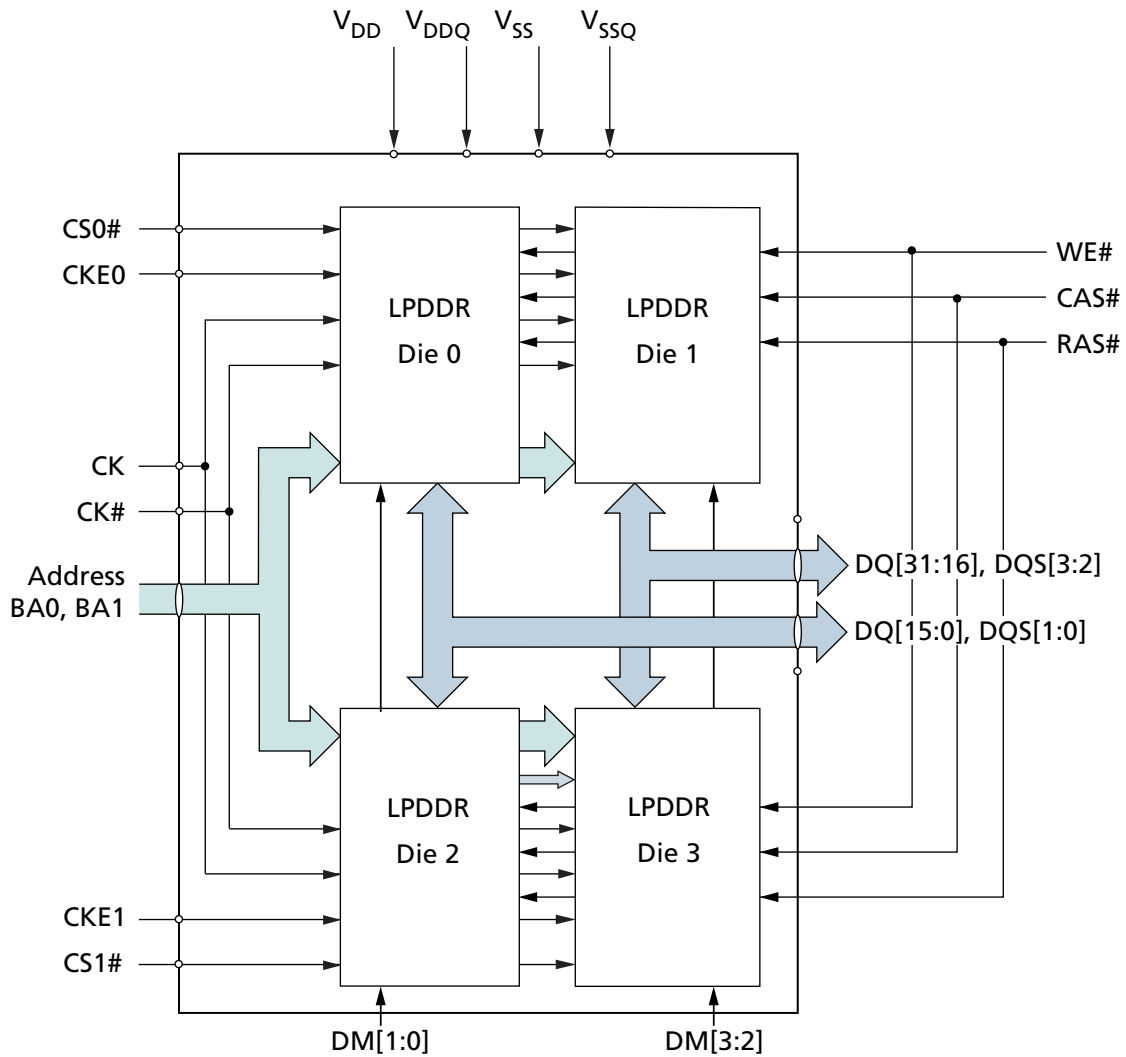 VDD VDDQ VSS VSSQ
CS0#
CKE0
WE#
CAS#
RAS#
LPDDR
Die 0
LPDDR
Die 1
CK
CK#
Address
BA0, BA1
DQ[31:16], DQS[3:2]
DQ[15:0], DQS[1:0]
LPDDR
Die 2
LPDDR
Die 3
CKE1
CS1#
DM[1:0]
DM[3:2]